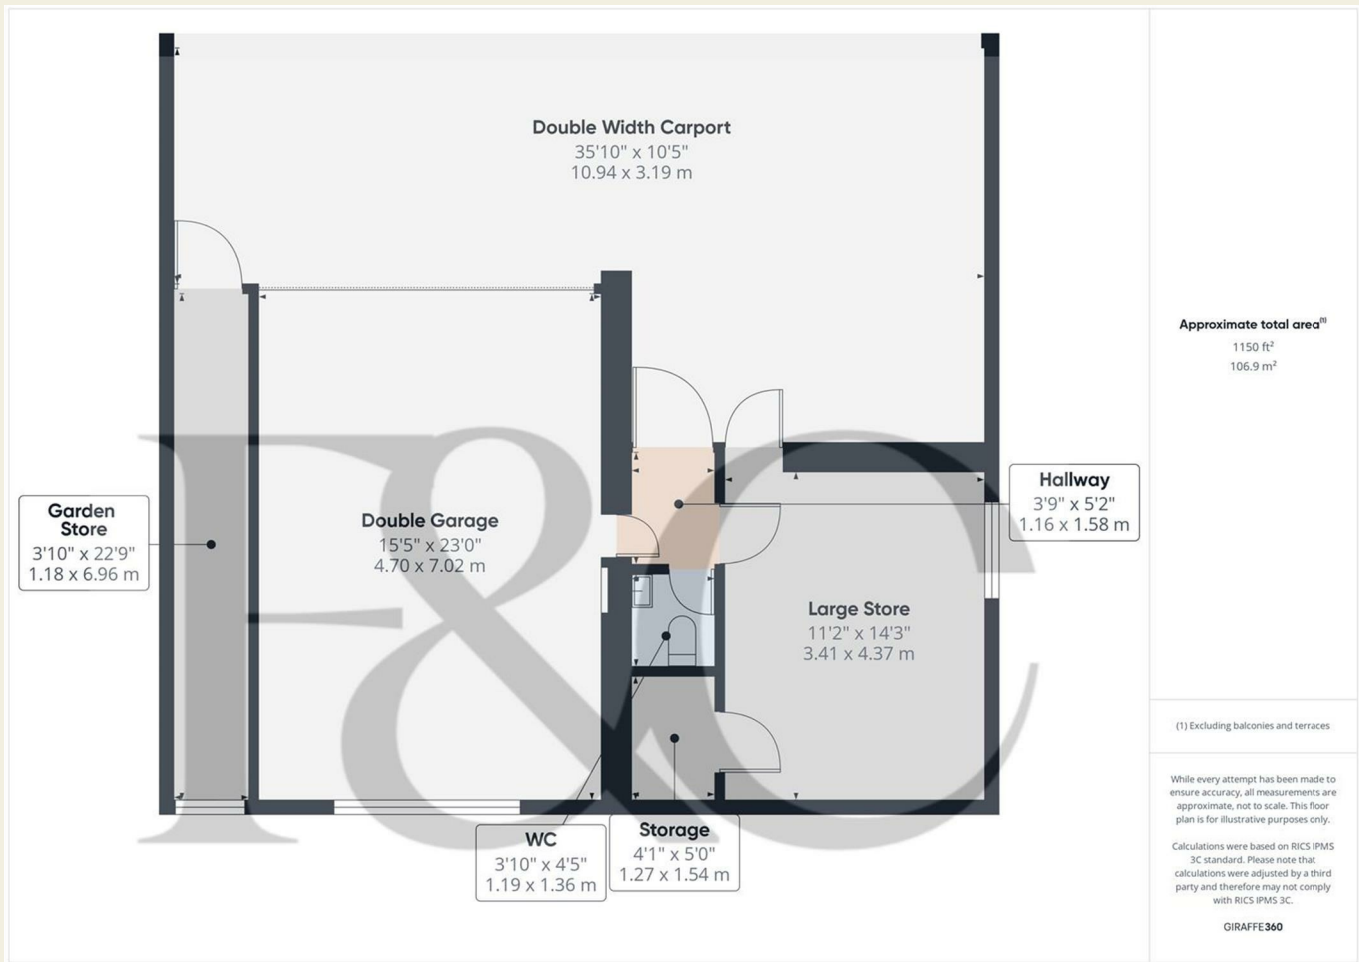 Double Width Carport
35'10" x 10'5"
10.94 x 3.19 m
Garden
Store
3'10" x 22'9"
1.18 x 6.96 m
Double Garage
15'5" x 23'0"
4.70 x 7.02 m
Hallway
3'9" x 5'2"
1.16 x 1.58 m
Large Store
11'2" x 14'3"
3.41 x 4.37 m
WC
3'10" x 4'5"
1.19 x 1.36 m
Storage
4'1" x 5'0"
1.27 x 1.54 m
F&C
Approximate total area(1)
1150 ft²
106.9 m²
(1) Excluding balconies and terraces
While every attempt has been made to
ensure accuracy, all measurements are
approximate, not to scale. This floor
plan is for illustrative purposes only.
Calculations were based on RICS IPMS
3C standard. Please note that
calculations were adjusted by a third
party and therefore may not comply
with RICS IPMS 3C.
GIRAFFE360